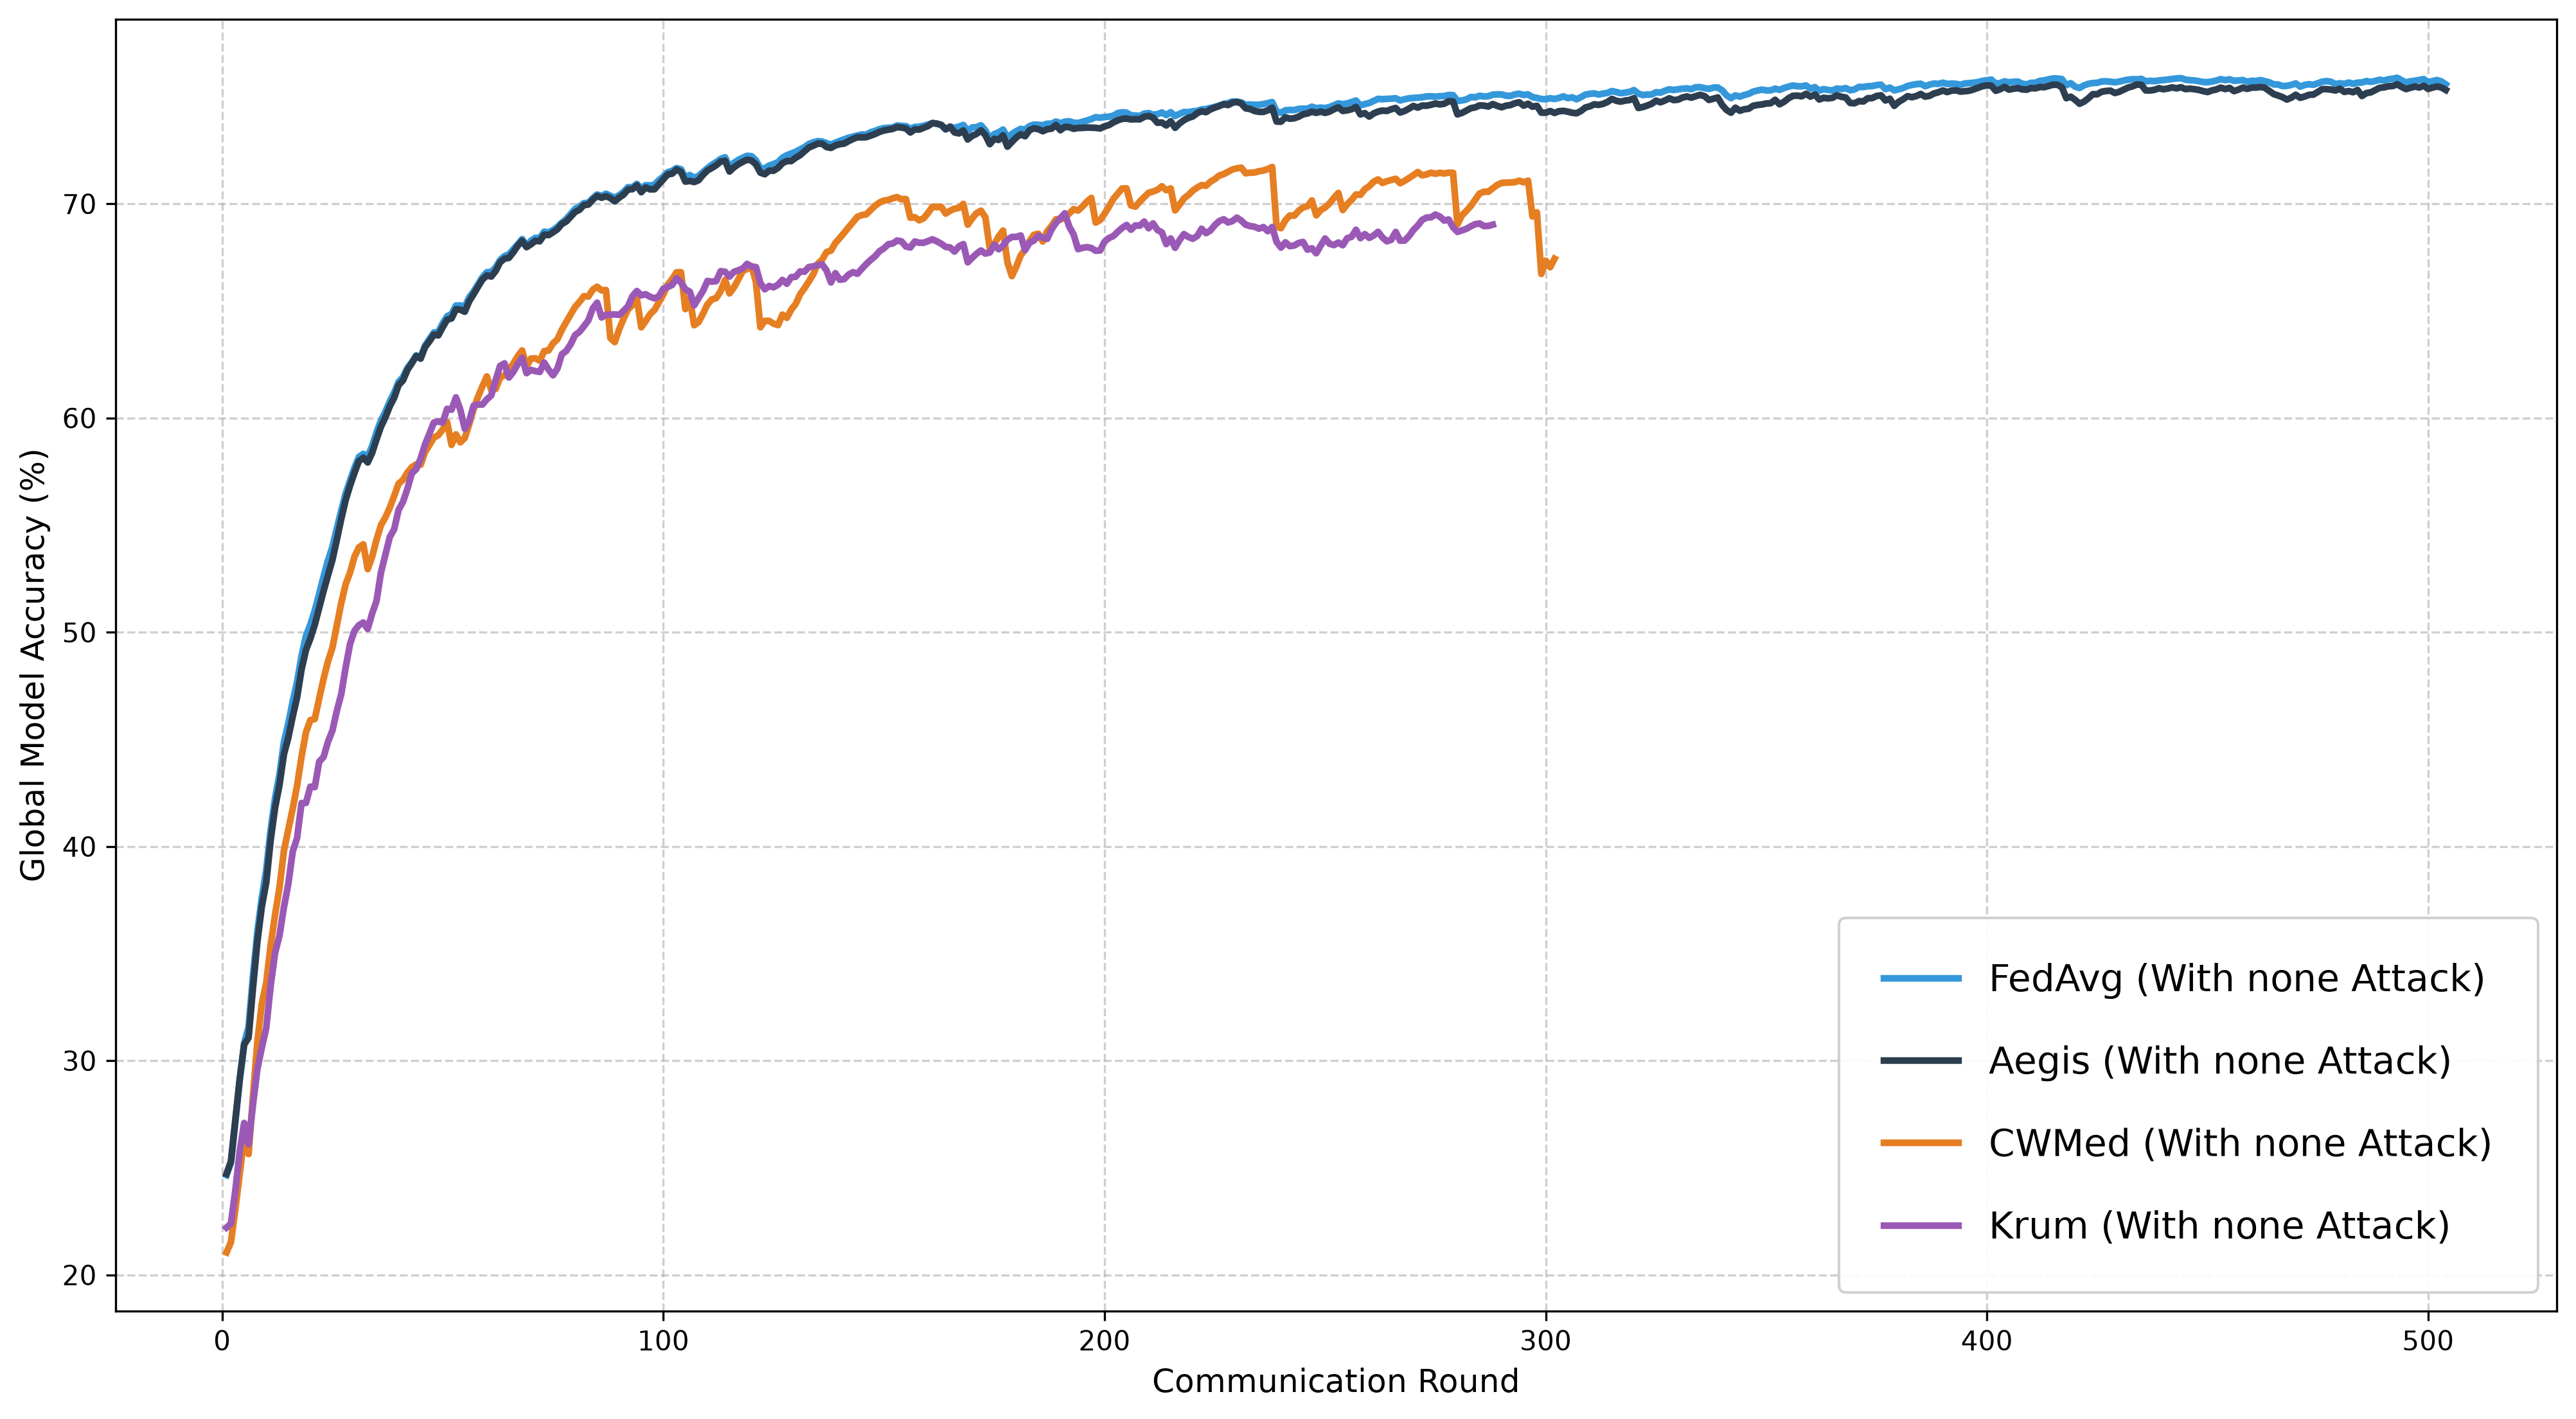 Global Model Accuracy (%)
70
60
50
40
30
20
0
100
200
300
400
500
Communication Round
FedAvg (With none Attack)
Aegis (With none Attack)
CWMed (With none Attack)
Krum (With none Attack)